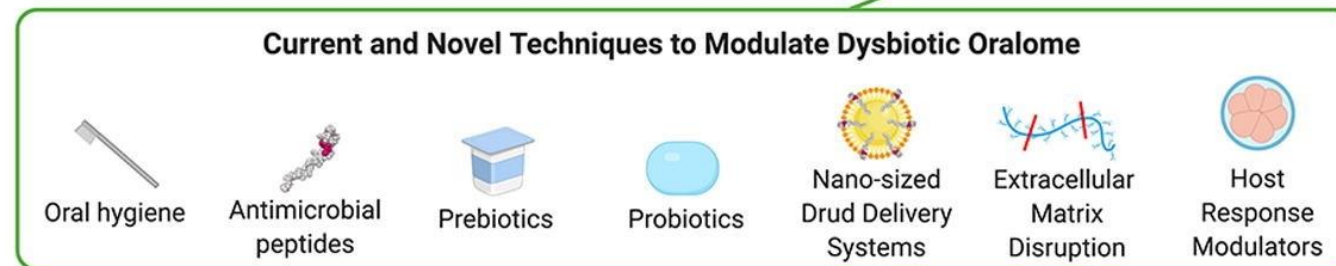 Current and Novel Techniques to Modulate Dysbiotic Oralome
Oral hygiene
Antimicrobial
peptides
Prebiotics
Probiotics
Nano-sized
Drud Delivery
Systems
Extracellular
Matrix
Disruption
Host
Response
Modulators